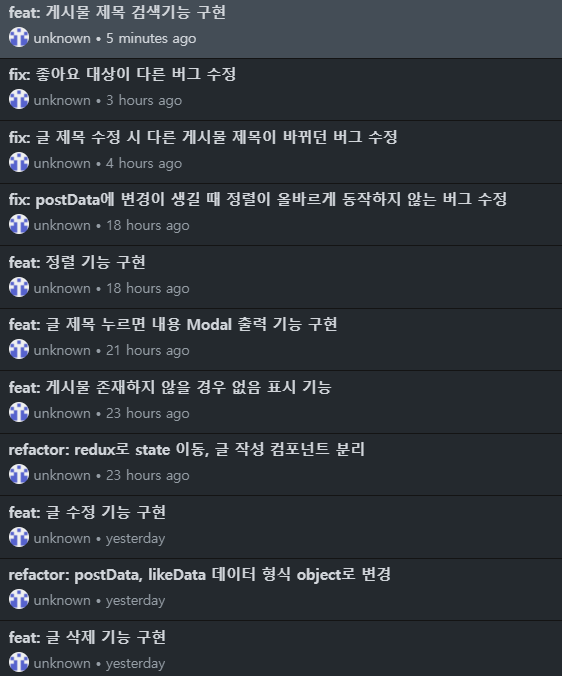 feat: 게시물 제목 검색기능 구현
unknown • 5 minutes ago
fix: 좋아요 대상이 다른 버그 수정
unknown • 3 hours ago
fix: 글 제목 수정 시 다른 게시물 제목이 바뀌던 버그 수정
unknown • 4 hours ago
fix: postData에 변경이 생길 때 정렬이 올바르게 동작하지 않는 버그 수정
unknown • 18 hours ago
feat: 정렬 기능 구현
unknown • 18 hours ago
feat: 글 제목 누르면 내용 Modal 출력 기능 구현
unknown • 21 hours ago
feat: 게시물 존재하지 않을 경우 없음 표시 기능
unknown • 23 hours ago
refactor: redux로 state 이동, 글 작성 컴포넌트 분리
unknown • 23 hours ago
feat: 글 수정 기능 구현
unknown • yesterday
refactor: postData, likeData 데이터 형식 object로 변경
unknown • yesterday
feat: 글 삭제 기능 구현
unknown • yesterday